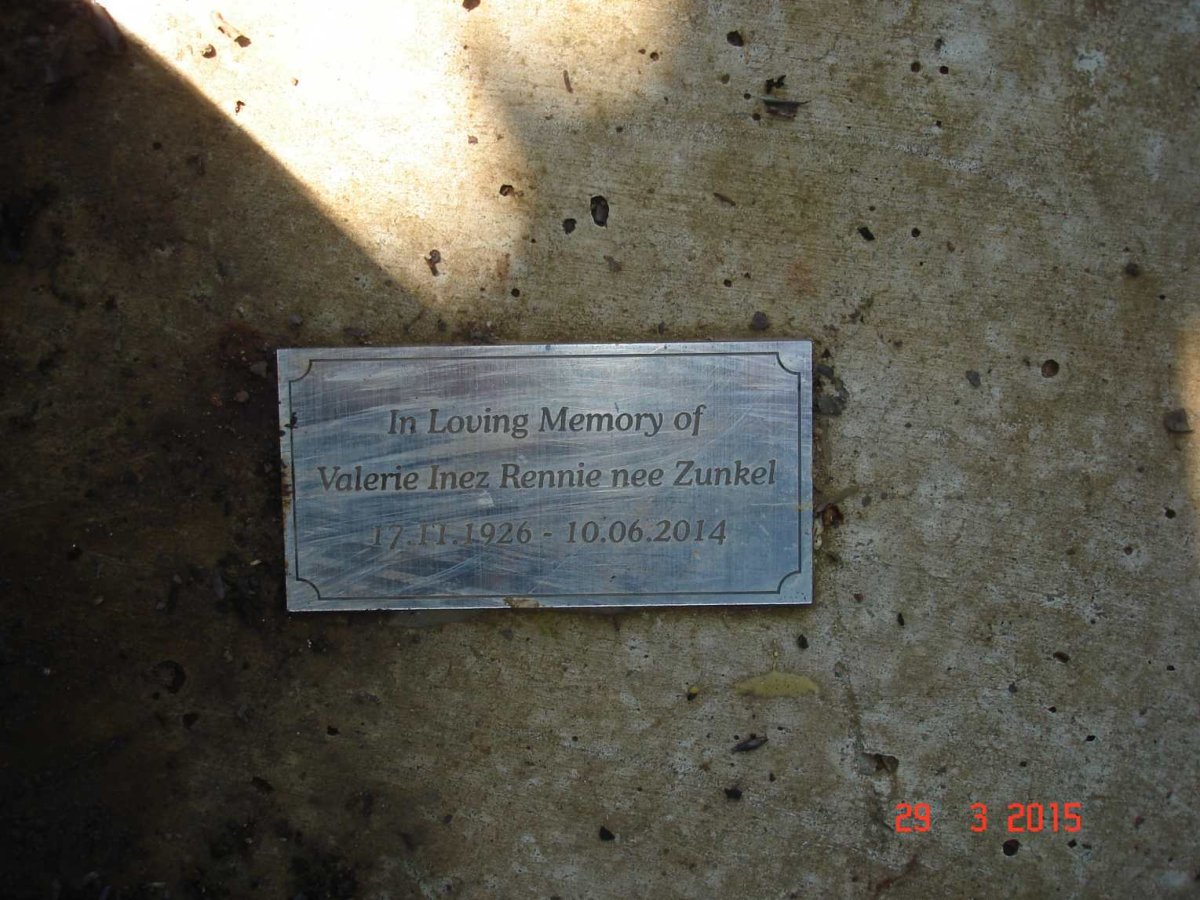 In Loving Memory of
Valerie Inez Rennie nee Zunkel
17.11.1926 - 10.06.2014
29 3 2015